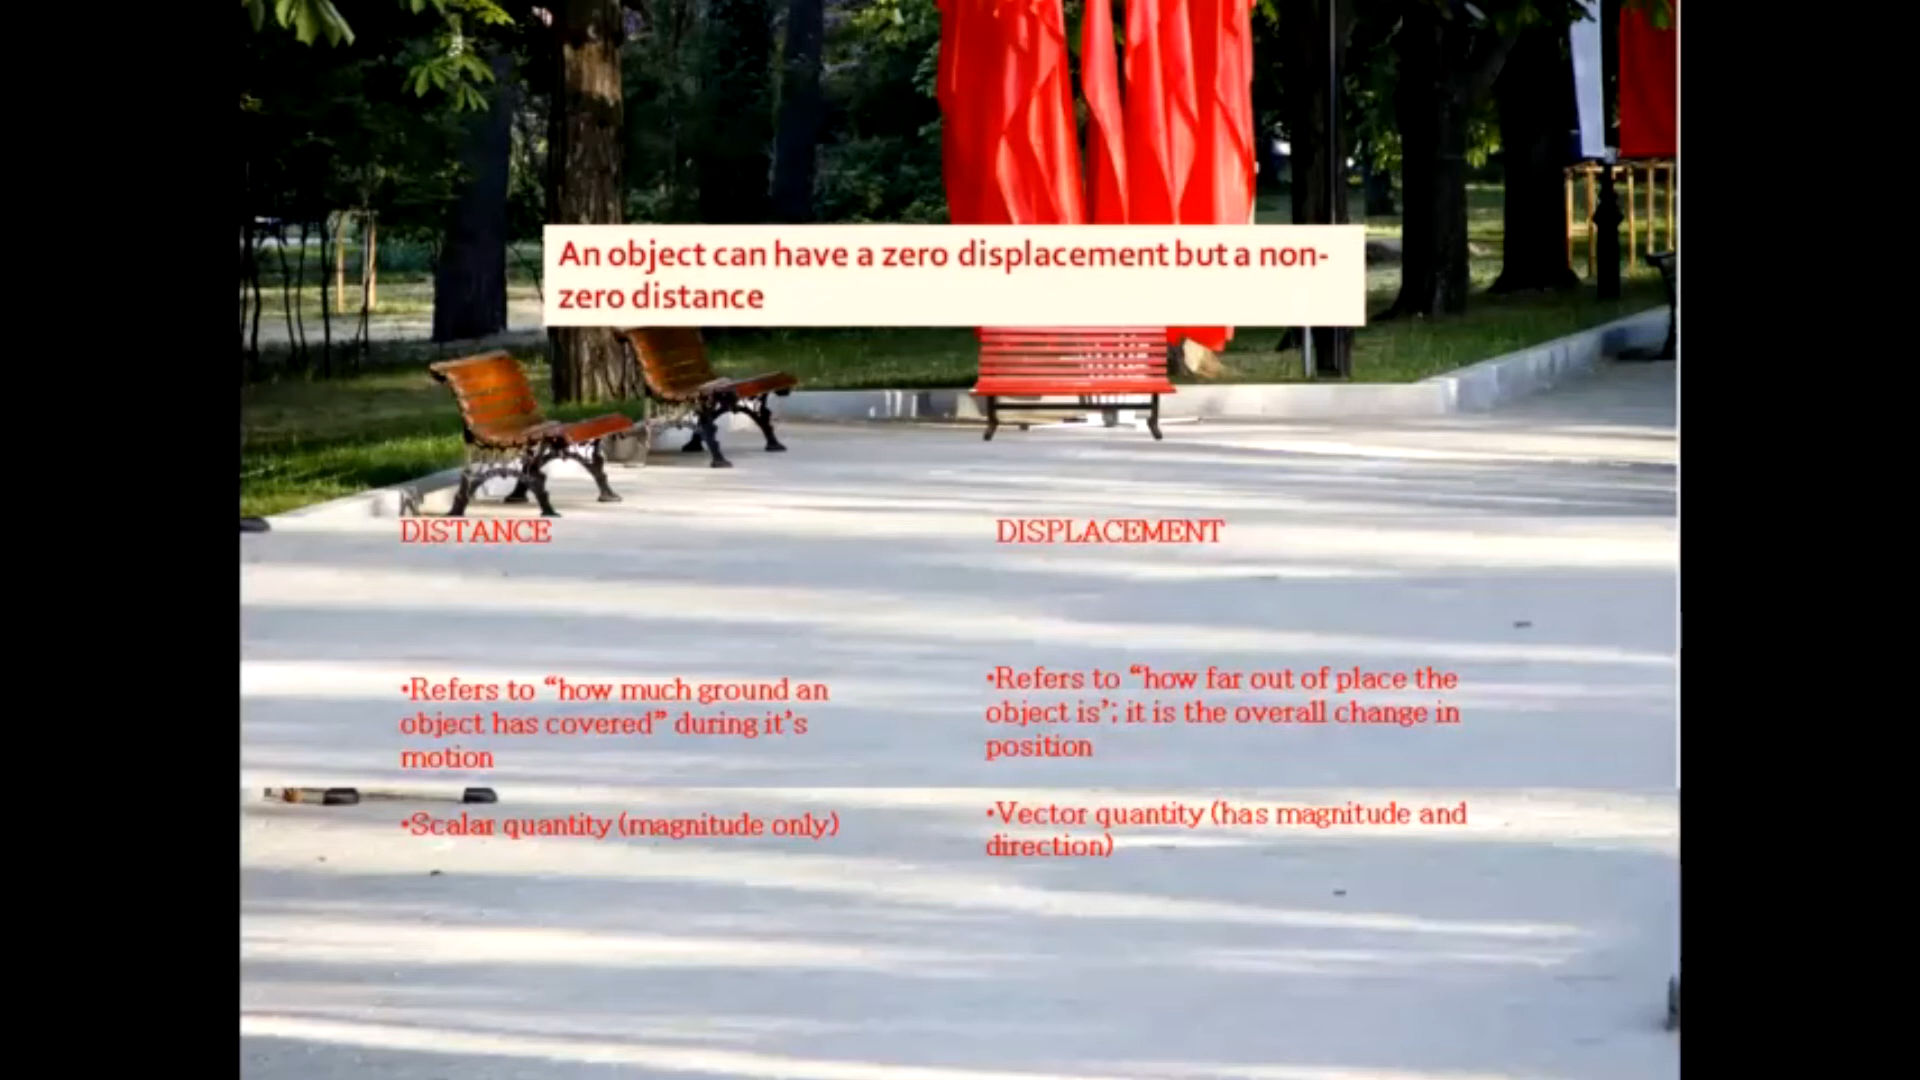 An object can have a zero displacement but a non-
zero distance
DISTANCE
•Refers to “how much ground an
object has covered” during it’s
motion
•Scalar quantity (magnitude only)
DISPLACEMENT
•Refers to “how far out of place the
object is’; it is the overall change in
position
•Vector quantity (has magnitude and
direction)